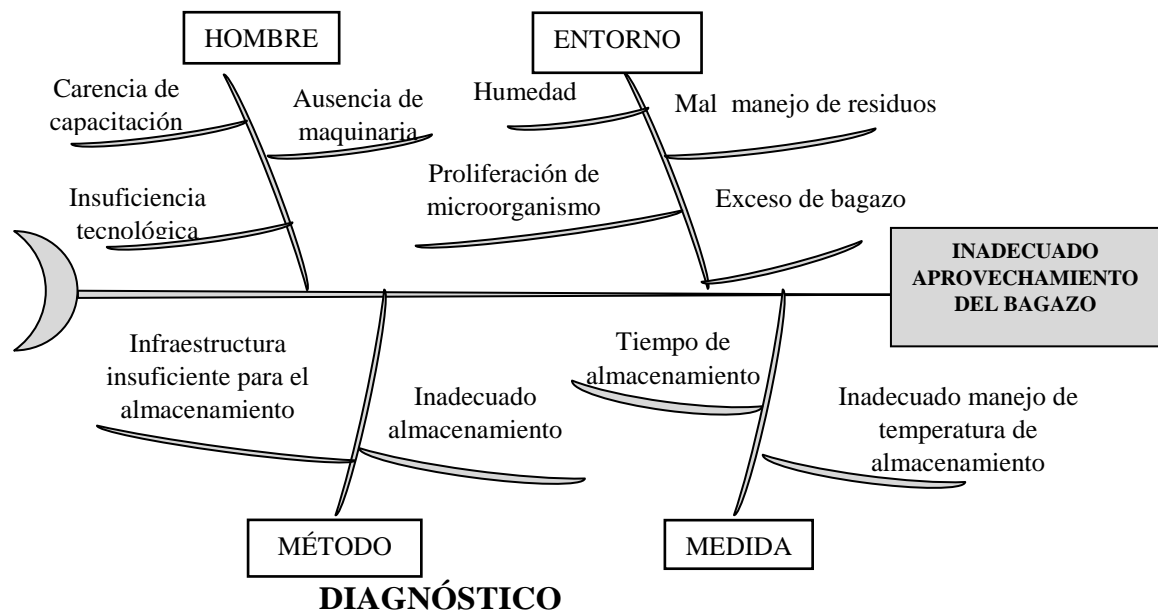 HOMBRE
ENTORNO
Carencia de
capacitación
Ausencia de
maquinaria
Humedad
Mal manejo de residuos
Insuficiencia
tecnológica
Proliferación de
microorganismo
Exceso de bagazo
INADECUADO
APROVECHAMIENTO
DEL BAGAZO
Infraestructura
insuficiente para el
almacenamiento
Inadecuado
almacenamiento
Tiempo de
almacenamiento
Inadecuado manejo de
temperatura de
almacenamiento
MÉTODO
MEDIDA
DIAGNÓSTICO